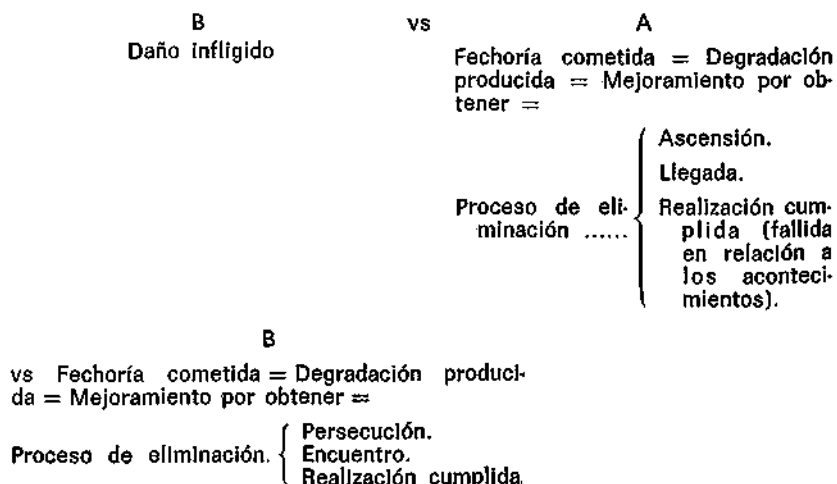 B vs A
Daño infligido
Fechoría cometida = Degradación
producida = Mejoramiento por ob-
tener =
Ascensión.
Llegada.
Proceso de eli- Realización cum-
minación ...... plida (fallida
en relación a
los aconteci-
mientos).
B
vs Fechoría cometida = Degradación produci-
da = Mejoramiento por obtener =
Persecución.
Proceso de eliminación. Encuentro.
Realización cumplida